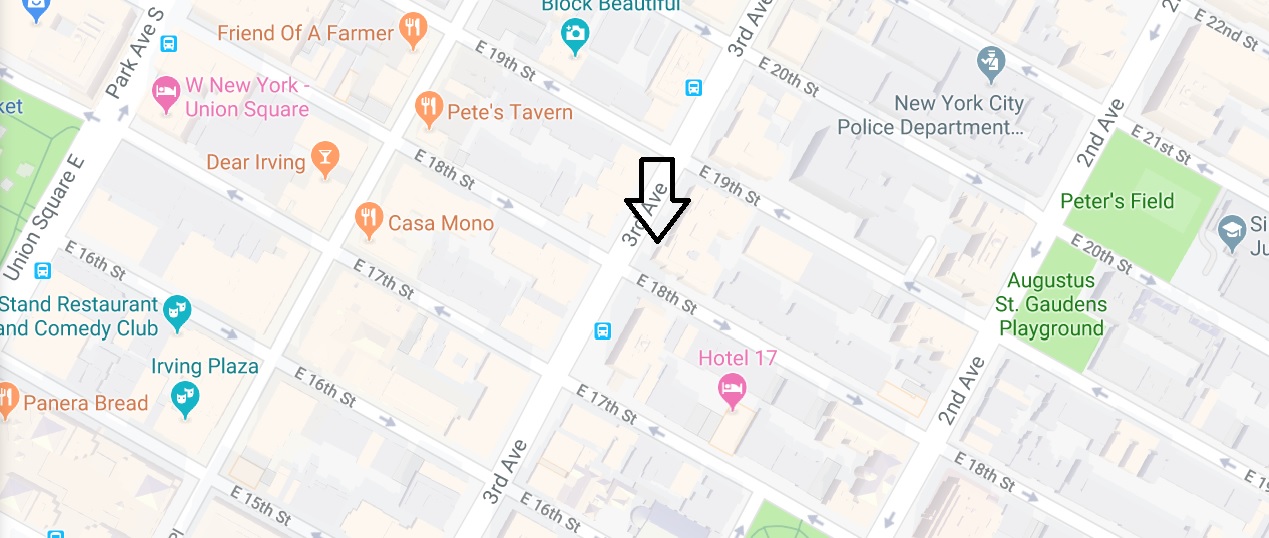 Block Beautiful
Park Ave S
Friend Of A Farmer
3rd Ave
E 22nd St
E 19th St
E 20th St
W New York -
Union Square
New York City
Police Department...
2nd Ave
Pete's Tavern
E 21st St
Dear Irving
E 18th St
E 19th St
Peter's Field
Union Square E
Casa Mono
3rd Ave
E 16th St
E 17th St
E 18th St
E 20th St
Augustus
St. Gaudens
Playground
Stand Restaurant
and Comedy Club
Irving Plaza
Hotel 17
2nd Ave
Panera Bread
E 16th St
E 17th St
3rd Ave
E 18th St
E 15th St
E 16th St